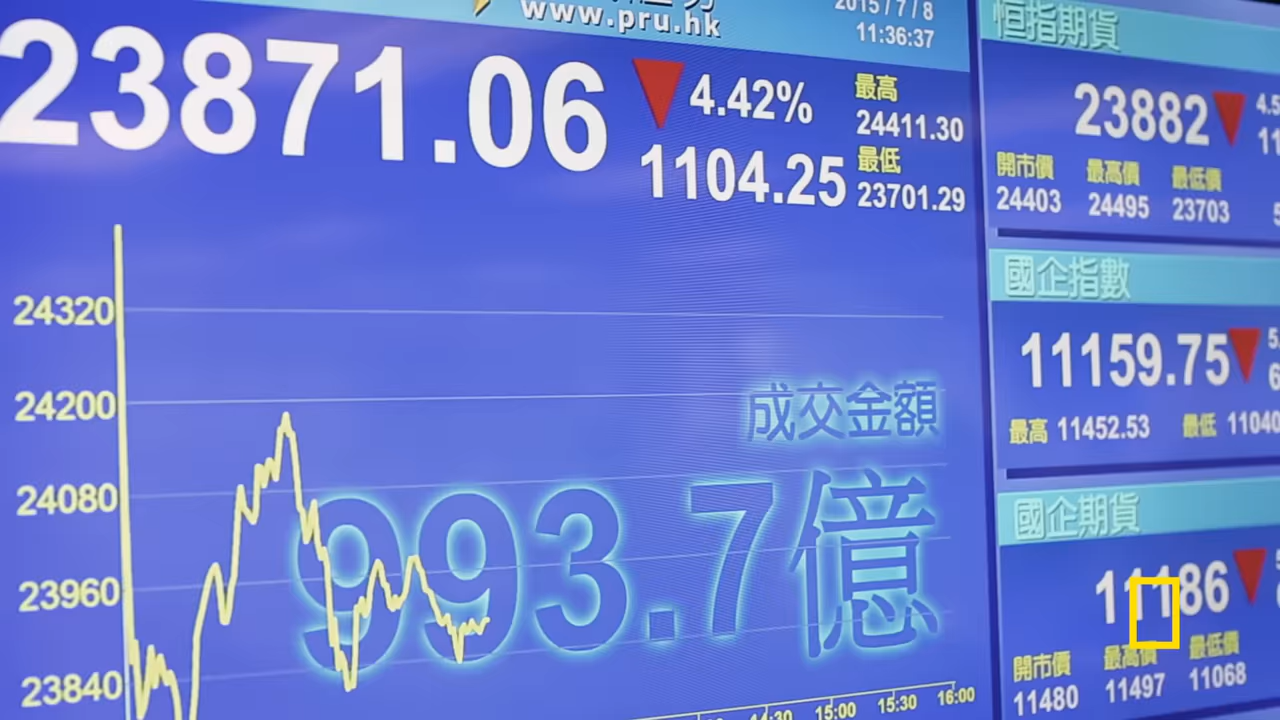 www.pru.hk
2015/7/8
11:36:37
23871.06
4.42%
1104.25
最高
24411.30
最低
23701.29
24320
24200
24080
23960
23840
成交金額
993.7億
14:30 15:00 15:30 16:00
恒指期貨
23882
開市價 最高價 最低價
24403 24495 23703
國企指數
11159.75
最高 11452.53 最低
國企期貨
11186
開市價 最高價 最低價
11480 11497 11068